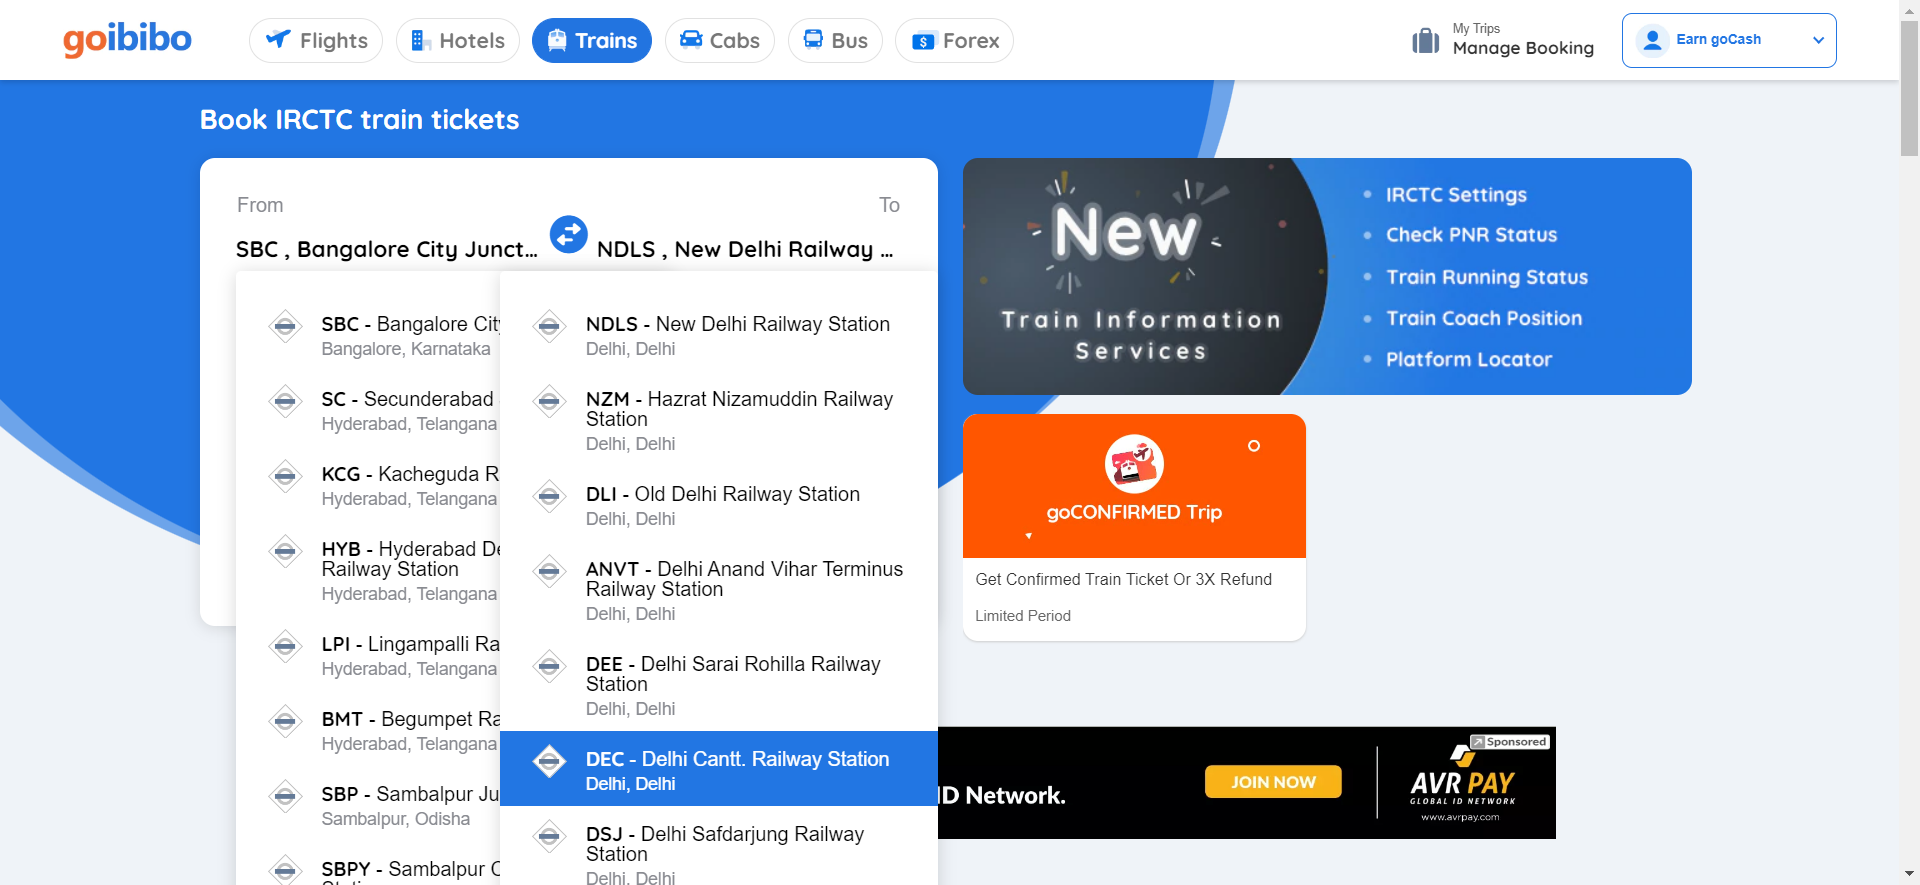 goibibo
Flights
Hotels
Trains
Cabs
Bus
Forex
My Trips
Manage Booking
Earn goCash
Book IRCTC train tickets
From
To
SBC , Bangalore City Junct...
NDLS , New Delhi Railway ...
SBC - Bangalore City
Bangalore, Karnataka
SC - Secunderabad
Hyderabad, Telangana
KCG - Kacheguda R
Hyderabad, Telangana
HYB - Hyderabad De
Railway Station
Hyderabad, Telangana
LPI - Lingampalli Ra
Hyderabad, Telangana
BMT - Begumpet Ra
Hyderabad, Telangana
SBP - Sambalpur Ju
Sambalpur, Odisha
SBPY - Sambalpur C
NDLS - New Delhi Railway Station
Delhi, Delhi
NZM - Hazrat Nizamuddin Railway
Station
Delhi, Delhi
DLI - Old Delhi Railway Station
Delhi, Delhi
ANVT - Delhi Anand Vihar Terminus
Railway Station
Delhi, Delhi
DEE - Delhi Sarai Rohilla Railway
Station
Delhi, Delhi
DEC - Delhi Cantt. Railway Station
Delhi, Delhi
DSJ - Delhi Safdarjung Railway
Station
Delhi, Delhi
New
Train Information
Services
IRCTC Settings
Check PNR Status
Train Running Status
Train Coach Position
Platform Locator
goCONFIRMED Trip
Get Confirmed Train Ticket Or 3X Refund
Limited Period
ID Network.
JOIN NOW
Sponsored
AVR PAY
GLOBAL ID NETWORK
www.avrpay.com